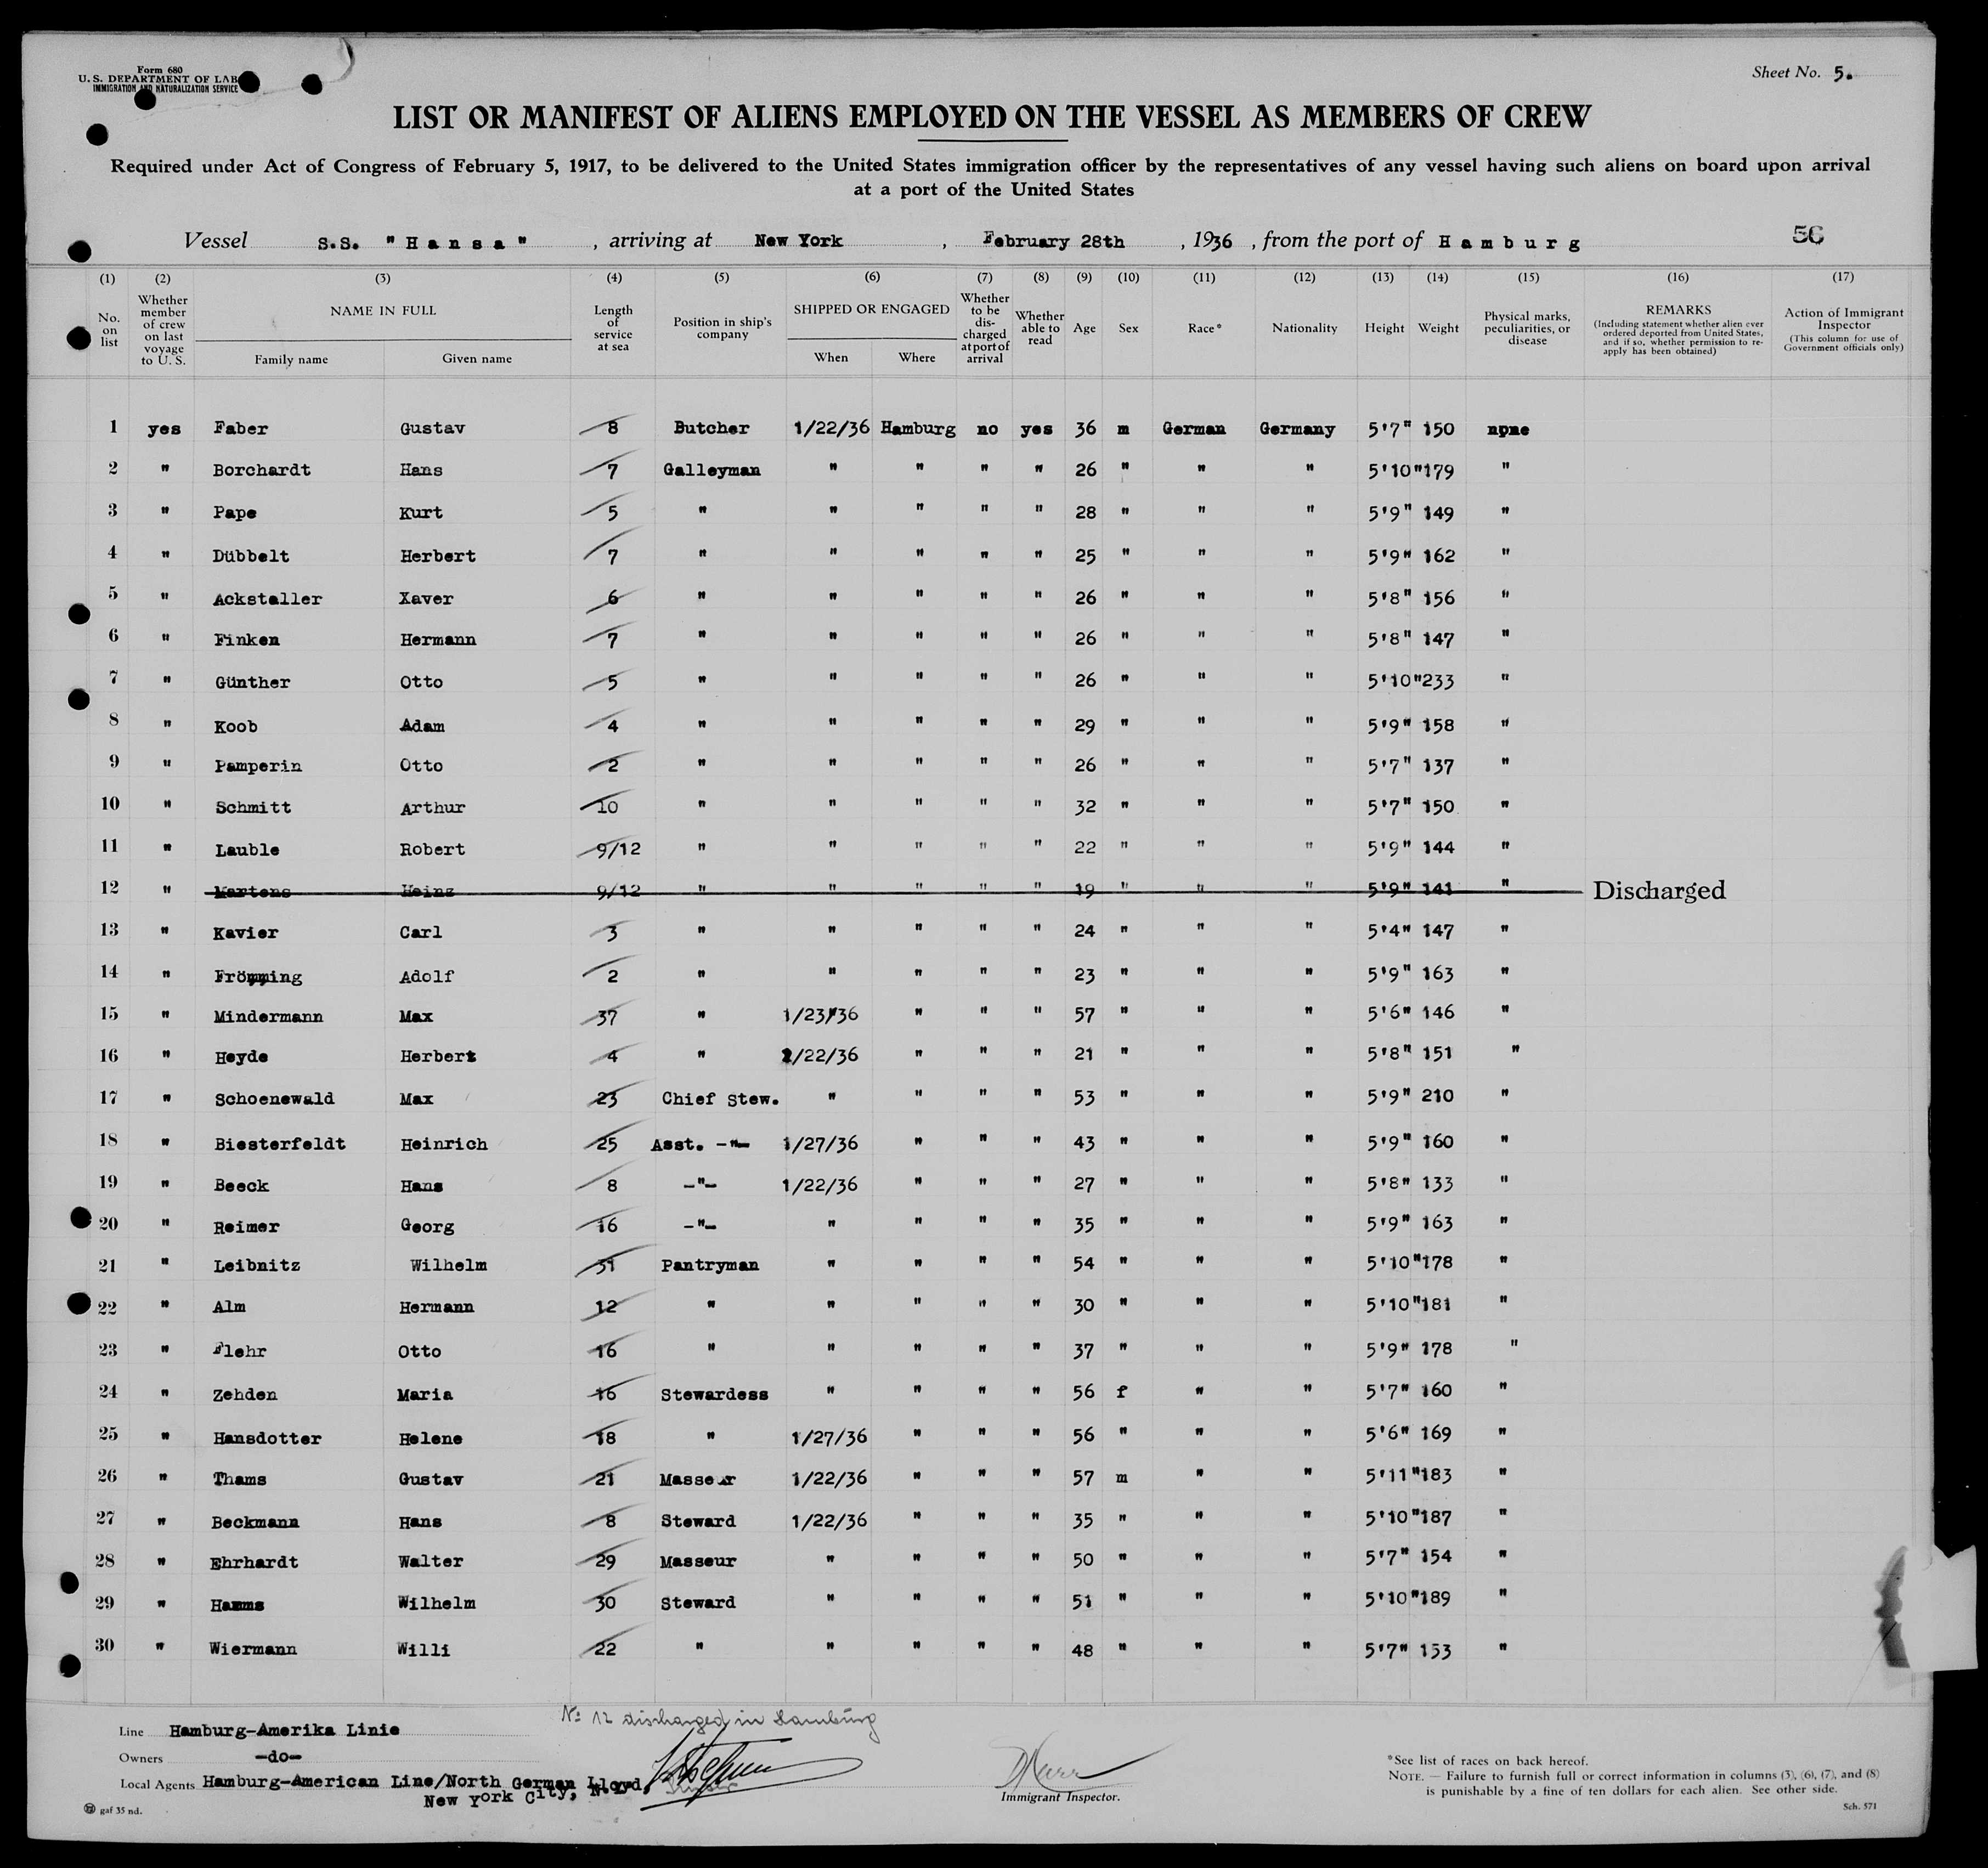 Form 680
U. S. DEPARTMENT OF LAB
IMMIGRATION AND NATURALIZATION SERVICE
Sheet No. 5.
LIST OR MANIFEST OF ALIENS EMPLOYED ON THE VESSEL AS MEMBERS OF CREW
Required under Act of Congress of February 5, 1917, to be delivered to the United States immigration officer by the representatives of any vessel having such aliens on board upon arrival
at a port of the United States
Vessel S.S. "Hansa", arriving at New York, February 28th, 1936, from the port of Hamburg 56
(1) (2) (3) (4) (5) (6) (7) (8) (9) (10) (11) (12) (13) (14) (15) (16) (17)
No. on list
Whether member of crew on last voyage to U. S.
NAME IN FULL
Family name Given name
Length of service at sea
Position in ship's company
SHIPPED OR ENGAGED
When Where
Whether to be discharged at port of arrival
Whether able to read
Age
Sex
Race*
Nationality
Height
Weight
Physical marks, peculiarities, or disease
REMARKS
(Including statement whether alien ever ordered deported from United States, and if so, whether permission to re-apply has been obtained)
Action of Immigrant Inspector
(This column for use of Government officials only)
1 yes Faber Gustav 8 Butcher 1/22/36 Hamburg no yes 36 m German Germany 5'7" 150 npne
2 " Borchardt Hans 7 Galleyman " " " " 26 " " " 5'10" 179 "
3 " Pape Kurt 5 " " " " " 28 " " " 5'9" 149 "
4 " Dübbelt Herbert 7 " " " " " 25 " " " 5'9" 162 "
5 " Ackstaller Xaver 6 " " " " " 26 " " " 5'8" 156 "
6 " Finken Hermann 7 " " " " " 26 " " " 5'8" 147 "
7 " Günther Otto 5 " " " " " 26 " " " 5'10" 233 "
8 " Koob Adam 4 " " " " " 29 " " " 5'9" 158 "
9 " Pamperin Otto 2 " " " " " 26 " " " 5'7" 137 "
10 " Schmitt Arthur 10 " " " " " 32 " " " 5'7" 150 "
11 " Lauble Robert 9/12 " " " " " 22 " " " 5'9" 144 "
12 " Martens Heinz 9/12 " " " " " 19 " " " 5'9" 141 " Discharged
13 " Kavier Carl 3 " " " " " 24 " " " 5'4" 147 "
14 " Frömming Adolf 2 " " " " " 23 " " " 5'9" 163 "
15 " Mindermann Max 37 " 1/23/36 " " " 57 " " " 5'6" 146 "
16 " Heyde Herbert 4 " 2/22/36 " " " 21 " " " 5'8" 151 "
17 " Schoenewald Max 23 Chief Stew. " " " " 53 " " " 5'9" 210 "
18 " Biesterfeldt Heinrich 25 Asst. -"- 1/27/36 " " " 43 " " " 5'9" 160 "
19 " Beeck Hans 8 -"- 1/22/36 " " " 27 " " " 5'8" 133 "
20 " Reimer Georg 16 -"- " " " " 35 " " " 5'9" 163 "
21 " Leibnitz Wilhelm 31 Pantryman " " " " 54 " " " 5'10" 178 "
22 " Alm Hermann 12 " " " " " 30 " " " 5'10" 181 "
23 " Flehr Otto 16 " " " " " 37 " " " 5'9" 178 "
24 " Zehden Maria 16 Stewardess " " " " 56 f " " 5'7" 160 "
25 " Hansdotter Helene 18 " 1/27/36 " " " 56 " " " 5'6" 169 "
26 " Thams Gustav 21 Masseur 1/22/36 " " " 57 m " " 5'11" 183 "
27 " Beckmann Hans 8 Steward 1/22/36 " " " 35 " " " 5'10" 187 "
28 " Ehrhardt Walter 29 Masseur " " " " 50 " " " 5'7" 154 "
29 " Hamms Wilhelm 30 Steward " " " " 51 " " " 5'10" 189 "
30 " Wiermann Willi 22 " " " " " 48 " " " 5'7" 153 "
No 12 discharged in Hamburg
Line Hamburg-Amerika Linie
Owners -do-
Local Agents Hamburg-American Line/North German Lloyd,
New York City, N.Y.
Immigrant Inspector.
*See list of races on back hereof.
NOTE. — Failure to furnish full or correct information in columns (3), (6), (7), and (8)
is punishable by a fine of ten dollars for each alien. See other side.
gaf 35 nd.
Sch. 571